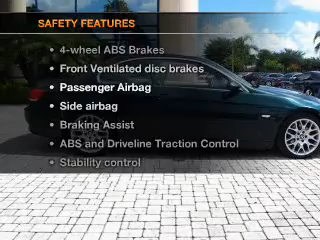 SAFETY FEATURES
• 4-wheel ABS Brakes
• Front Ventilated disc brakes
• Passenger Airbag
• Side airbag
• Braking Assist
• ABS and Driveline Traction Control
• Stability control